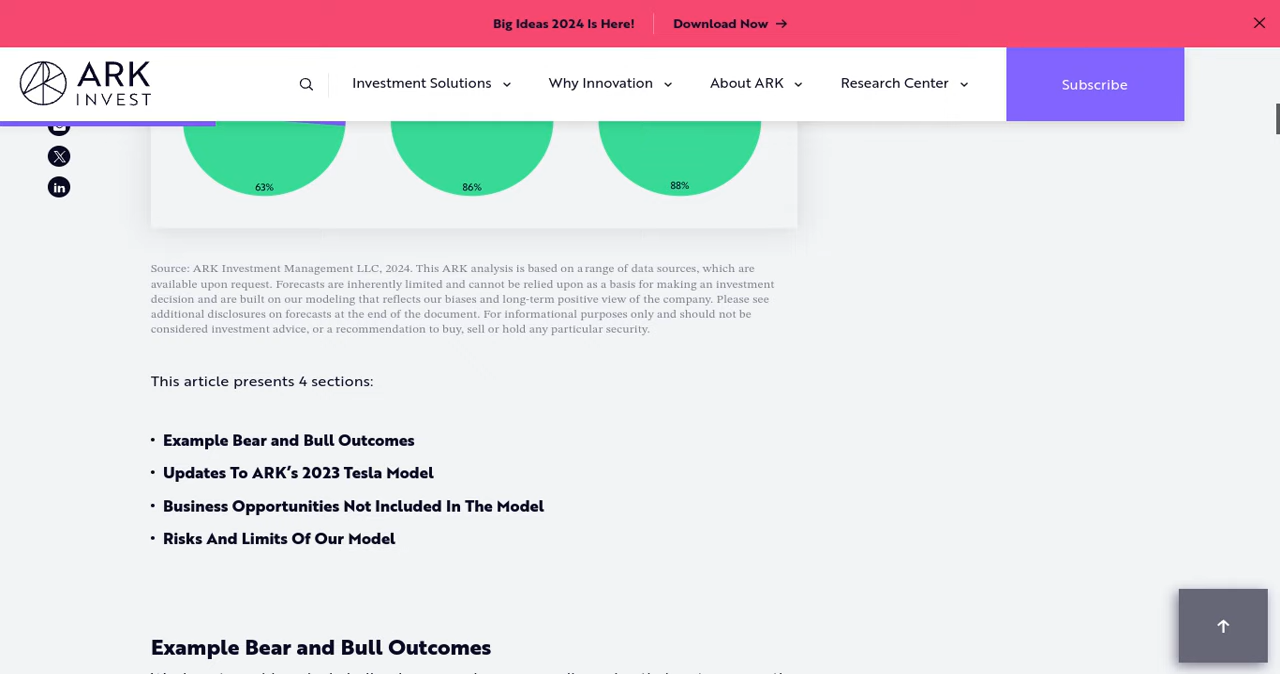 Big Ideas 2024 Is Here! Download Now →
ARK INVEST
Investment Solutions Why Innovation About ARK Research Center Subscribe
63% 86% 88%
Source: ARK Investment Management LLC, 2024. This ARK analysis is based on a range of data sources, which are
available upon request. Forecasts are inherently limited and cannot be relied upon as a basis for making an investment
decision and are built on our modeling that reflects our biases and long-term positive view of the company. Please see
additional disclosures on forecasts at the end of the document. For informational purposes only and should not be
considered investment advice, or a recommendation to buy, sell or hold any particular security.
This article presents 4 sections:
• Example Bear and Bull Outcomes
• Updates To ARK’s 2023 Tesla Model
• Business Opportunities Not Included In The Model
• Risks And Limits Of Our Model
Example Bear and Bull Outcomes